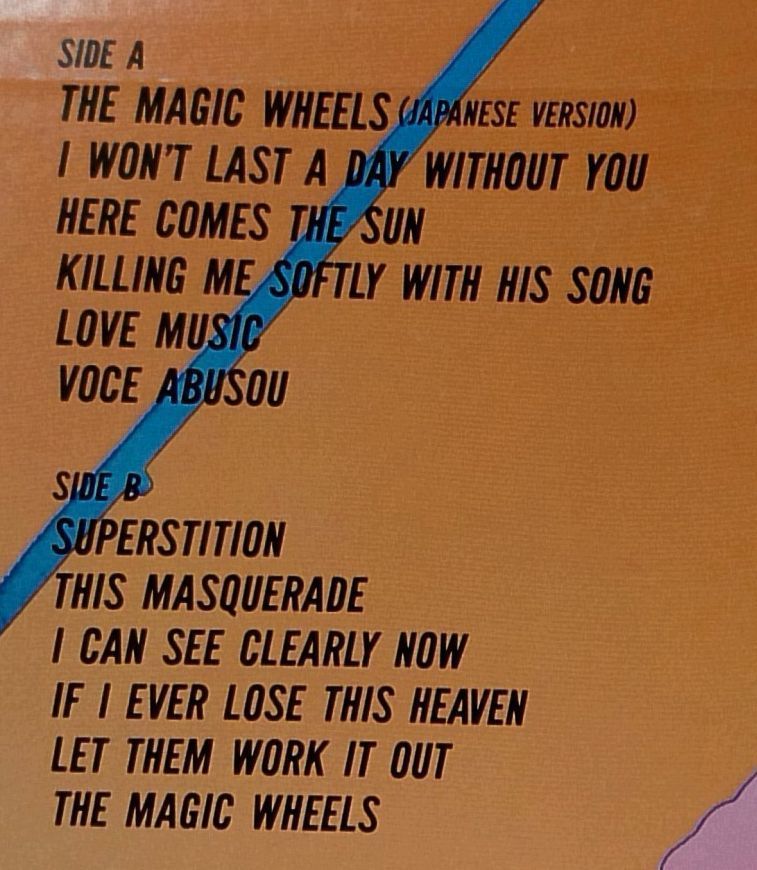 SIDE A
THE MAGIC WHEELS (JAPANESE VERSION)
I WON'T LAST A DAY WITHOUT YOU
HERE COMES THE SUN
KILLING ME SOFTLY WITH HIS SONG
LOVE MUSIC
VOCE ABUSOU
SIDE B
SUPERSTITION
THIS MASQUERADE
I CAN SEE CLEARLY NOW
IF I EVER LOSE THIS HEAVEN
LET THEM WORK IT OUT
THE MAGIC WHEELS